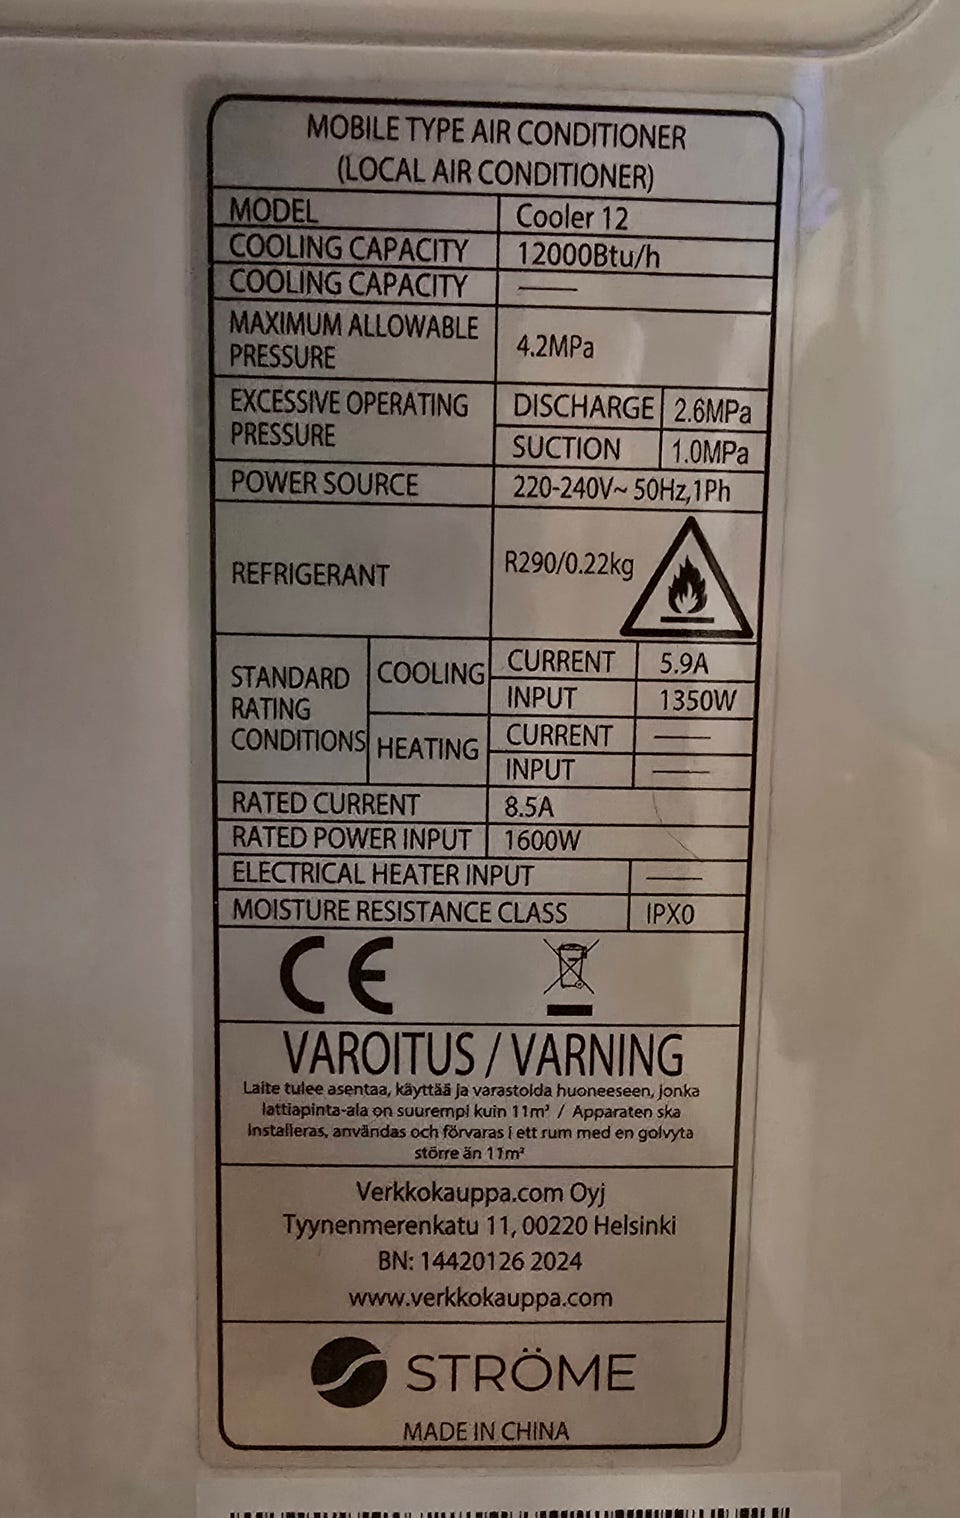 MOBILE TYPE AIR CONDITIONER
(LOCAL AIR CONDITIONER)
MODEL Cooler 12
COOLING CAPACITY 12000Btu/h
COOLING CAPACITY ——
MAXIMUM ALLOWABLE
PRESSURE 4.2MPa
EXCESSIVE OPERATING
PRESSURE
DISCHARGE 2.6MPa
SUCTION 1.0MPa
POWER SOURCE 220-240V~ 50Hz,1Ph
REFRIGERANT R290/0.22kg
STANDARD
RATING
CONDITIONS
COOLING
CURRENT 5.9A
INPUT 1350W
HEATING
CURRENT ——
INPUT ——
RATED CURRENT 8.5A
RATED POWER INPUT 1600W
ELECTRICAL HEATER INPUT ——
MOISTURE RESISTANCE CLASS IPX0
CE
VAROITUS / VARNING
Laite tulee asentaa, käyttää ja varastoida huoneeseen, jonka
lattiapinta-ala on suurempi kuin 11m² / Apparaten ska
installeras, användas och förvaras i ett rum med en golvyta
större än 11m²
Verkkokauppa.com Oyj
Tyynenmerenkatu 11, 00220 Helsinki
BN: 14420126 2024
www.verkkokauppa.com
STRÖME
MADE IN CHINA